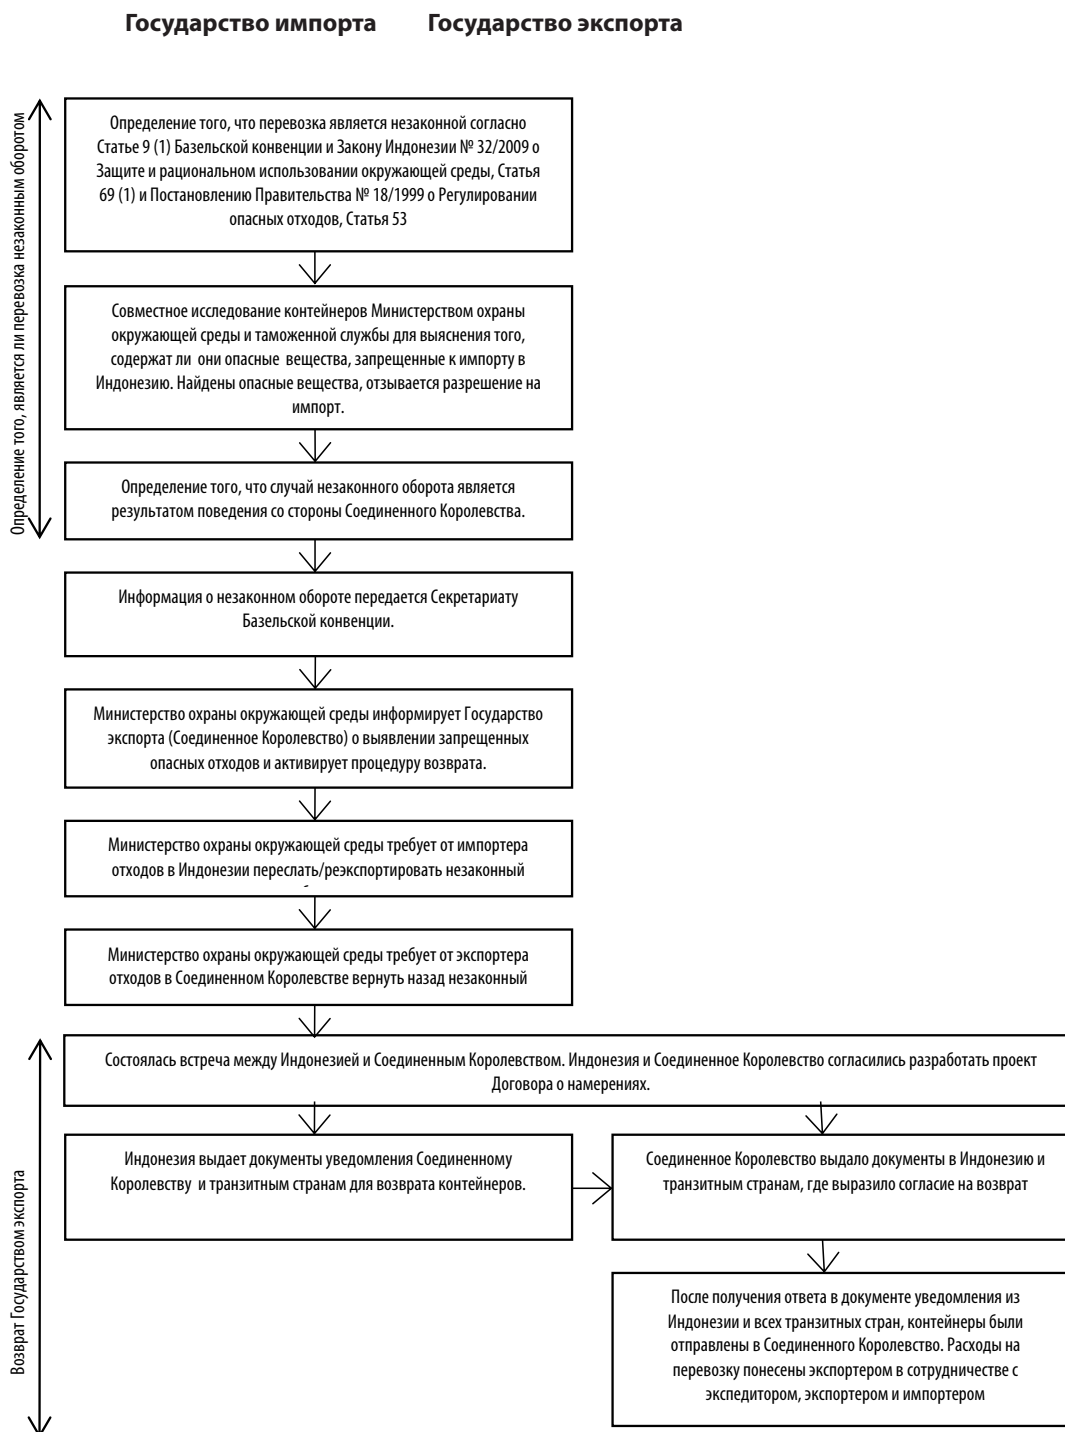 Государство импорта Государство экспорта
Определение того, является ли перевозка незаконным оборотом
Определение того, что перевозка является незаконной согласно
Статье 9 (1) Базельской конвенции и Закону Индонезии № 32/2009 о
Защите и рациональном использовании окружающей среды, Статья
69 (1) и Постановлению Правительства № 18/1999 о Регулировании
опасных отходов, Статья 53
Совместное исследование контейнеров Министерством охраны
окружающей среды и таможенной службы для выяснения того,
содержат ли они опасные вещества, запрещенные к импорту в
Индонезию. Найдены опасные вещества, отзывается разрешение на
импорт.
Определение того, что случай незаконного оборота является
результатом поведения со стороны Соединенного Королевства.
Информация о незаконном обороте передается Секретариату
Базельской конвенции.
Министерство охраны окружающей среды информирует Государство
экспорта (Соединенное Королевство) о выявлении запрещенных
опасных отходов и активирует процедуру возврата.
Министерство охраны окружающей среды требует от импортера
отходов в Индонезии переслать/реэкспортировать незаконный
Министерство охраны окружающей среды требует от экспортера
отходов в Соединенном Королевстве вернуть назад незаконный
Возврат Государством экспорта
Состоялась встреча между Индонезией и Соединенным Королевством. Индонезия и Соединенное Королевство согласились разработать проект
Договора о намерениях.
Индонезия выдает документы уведомления Соединенному
Королевству и транзитным странам для возврата контейнеров.
Соединенное Королевство выдало документы в Индонезию и
транзитным странам, где выразило согласие на возврат
После получения ответа в документе уведомления из
Индонезии и всех транзитных стран, контейнеры были
отправлены в Соединенного Королевство. Расходы на
перевозку понесены экспортером в сотрудничестве с
экспедитором, экспортером и импортером